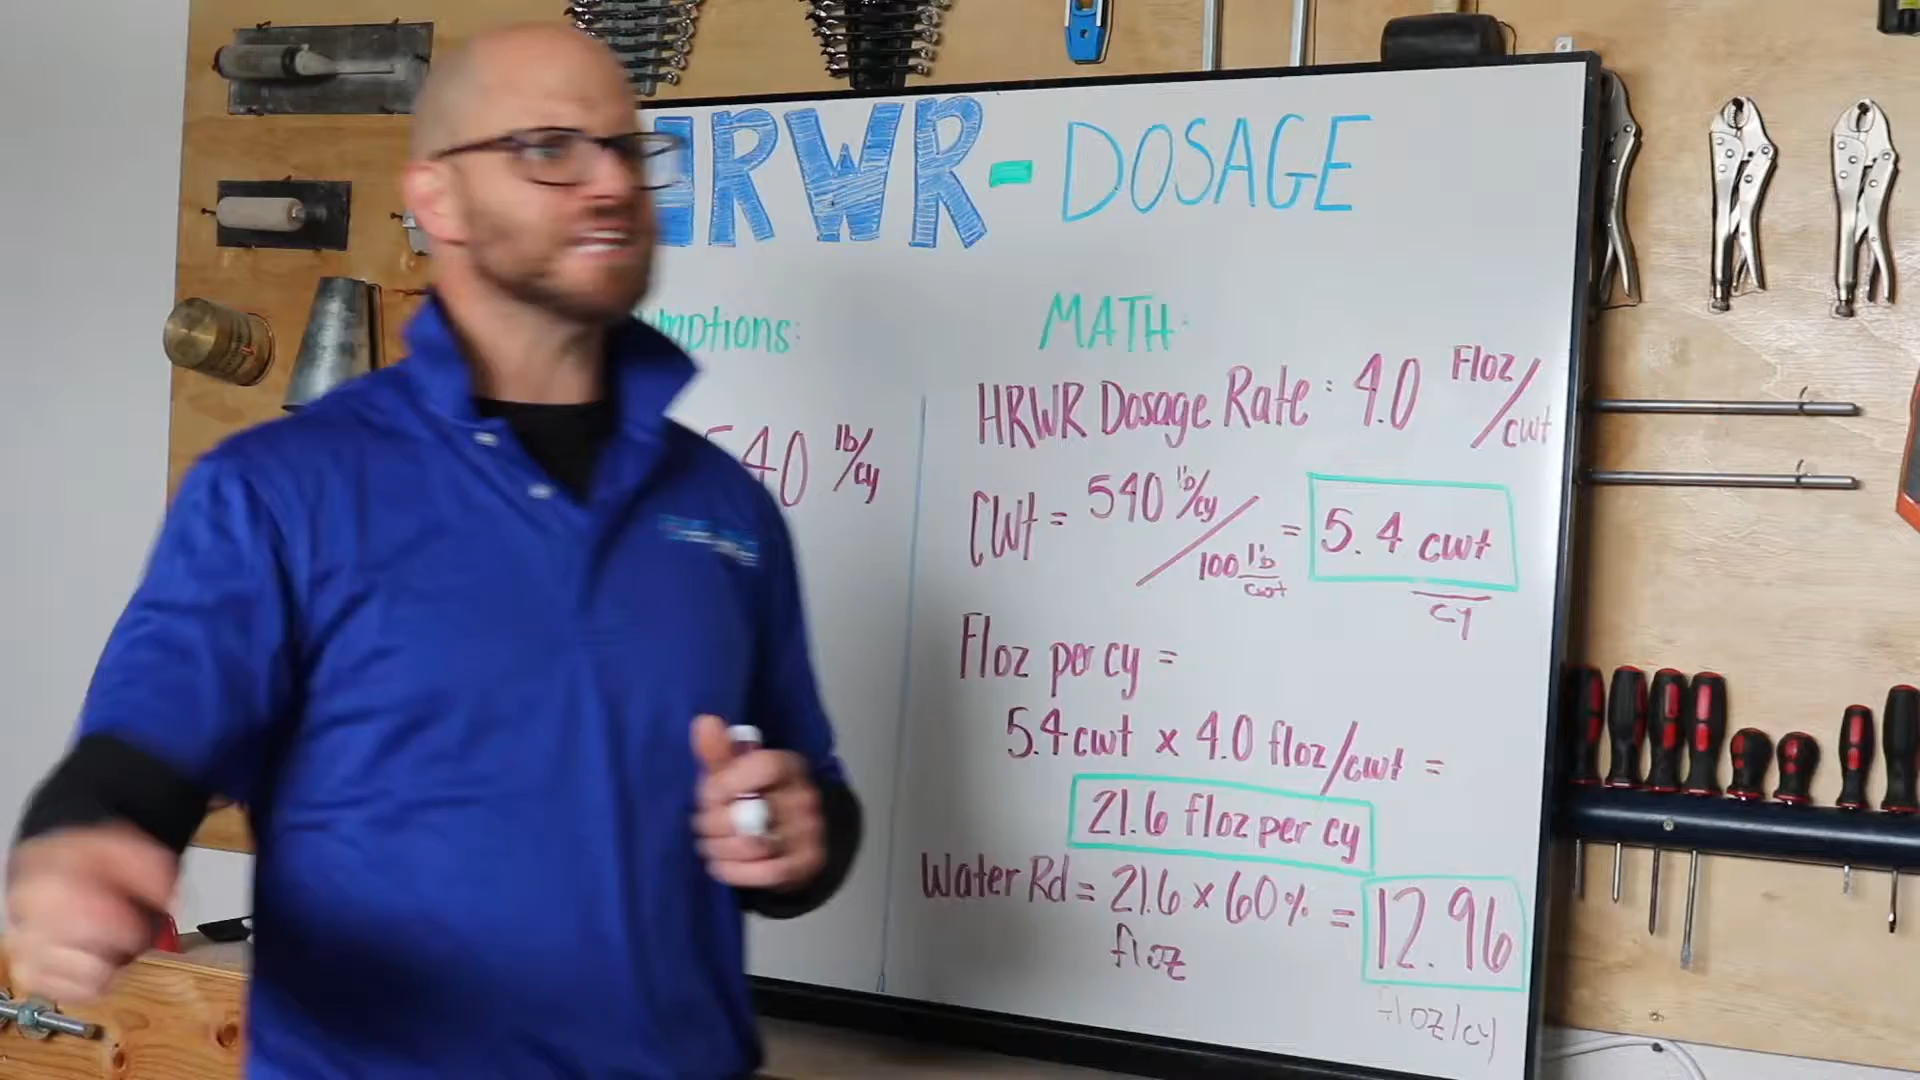 HRWR - DOSAGE
umptions:
540 lb/cy
MATH:
HRWR Dosage Rate: 4.0 Floz/cwt
Cwt = 540 lb/cy / 100 lb/cwt = 5.4 cwt/cy
Floz per cy =
5.4 cwt x 4.0 floz/cwt =
21.6 floz per cy
Water Rd = 21.6 x 60% = 12.96
floz
floz/cy